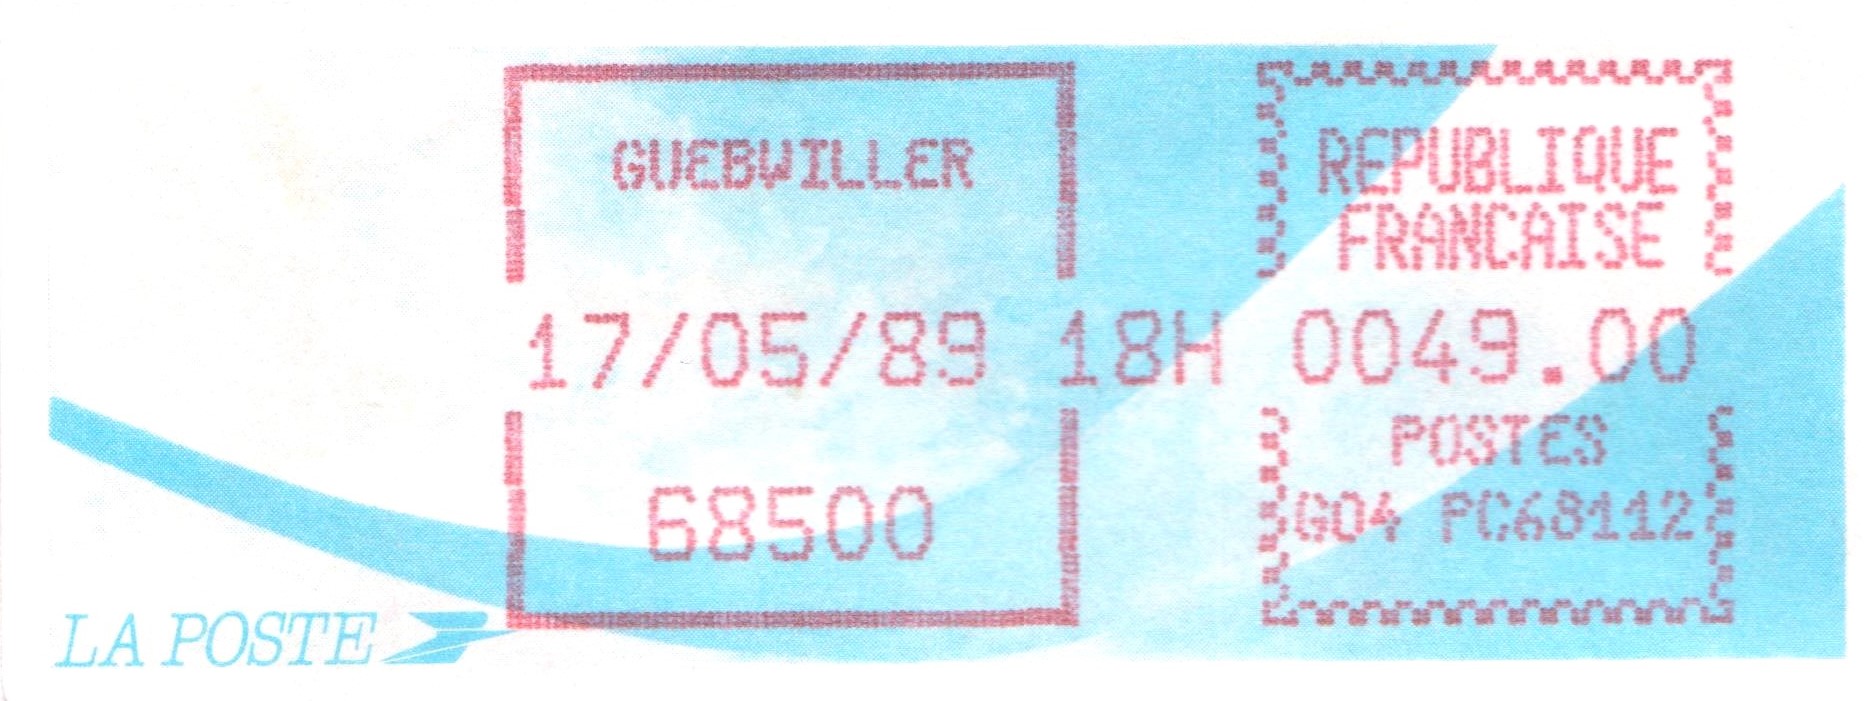 GUEBWILLER
REPUBLIQUE
FRANCAISE
17/05/89 18H 0049.00
POSTES
68500
G04 PC68112
LA POSTE